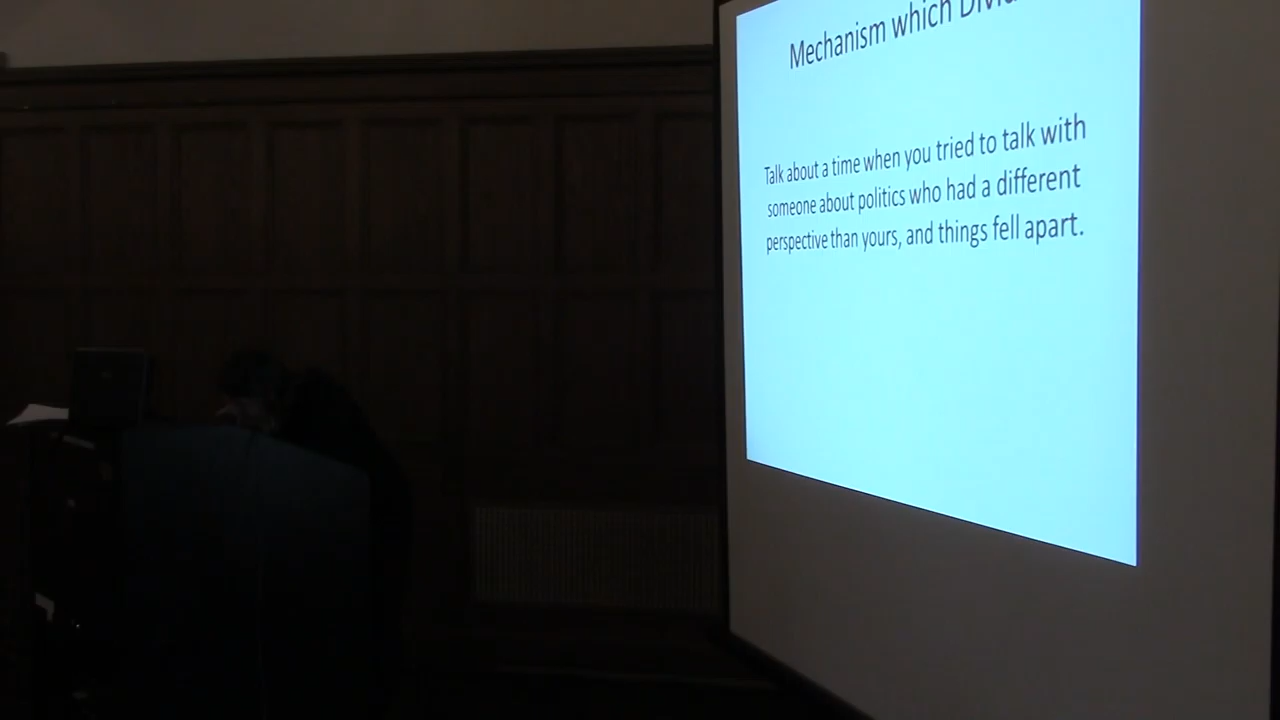 Mechanism which
Talk about a time when you tried to talk with
someone about politics who had a different
perspective than yours, and things fell apart.